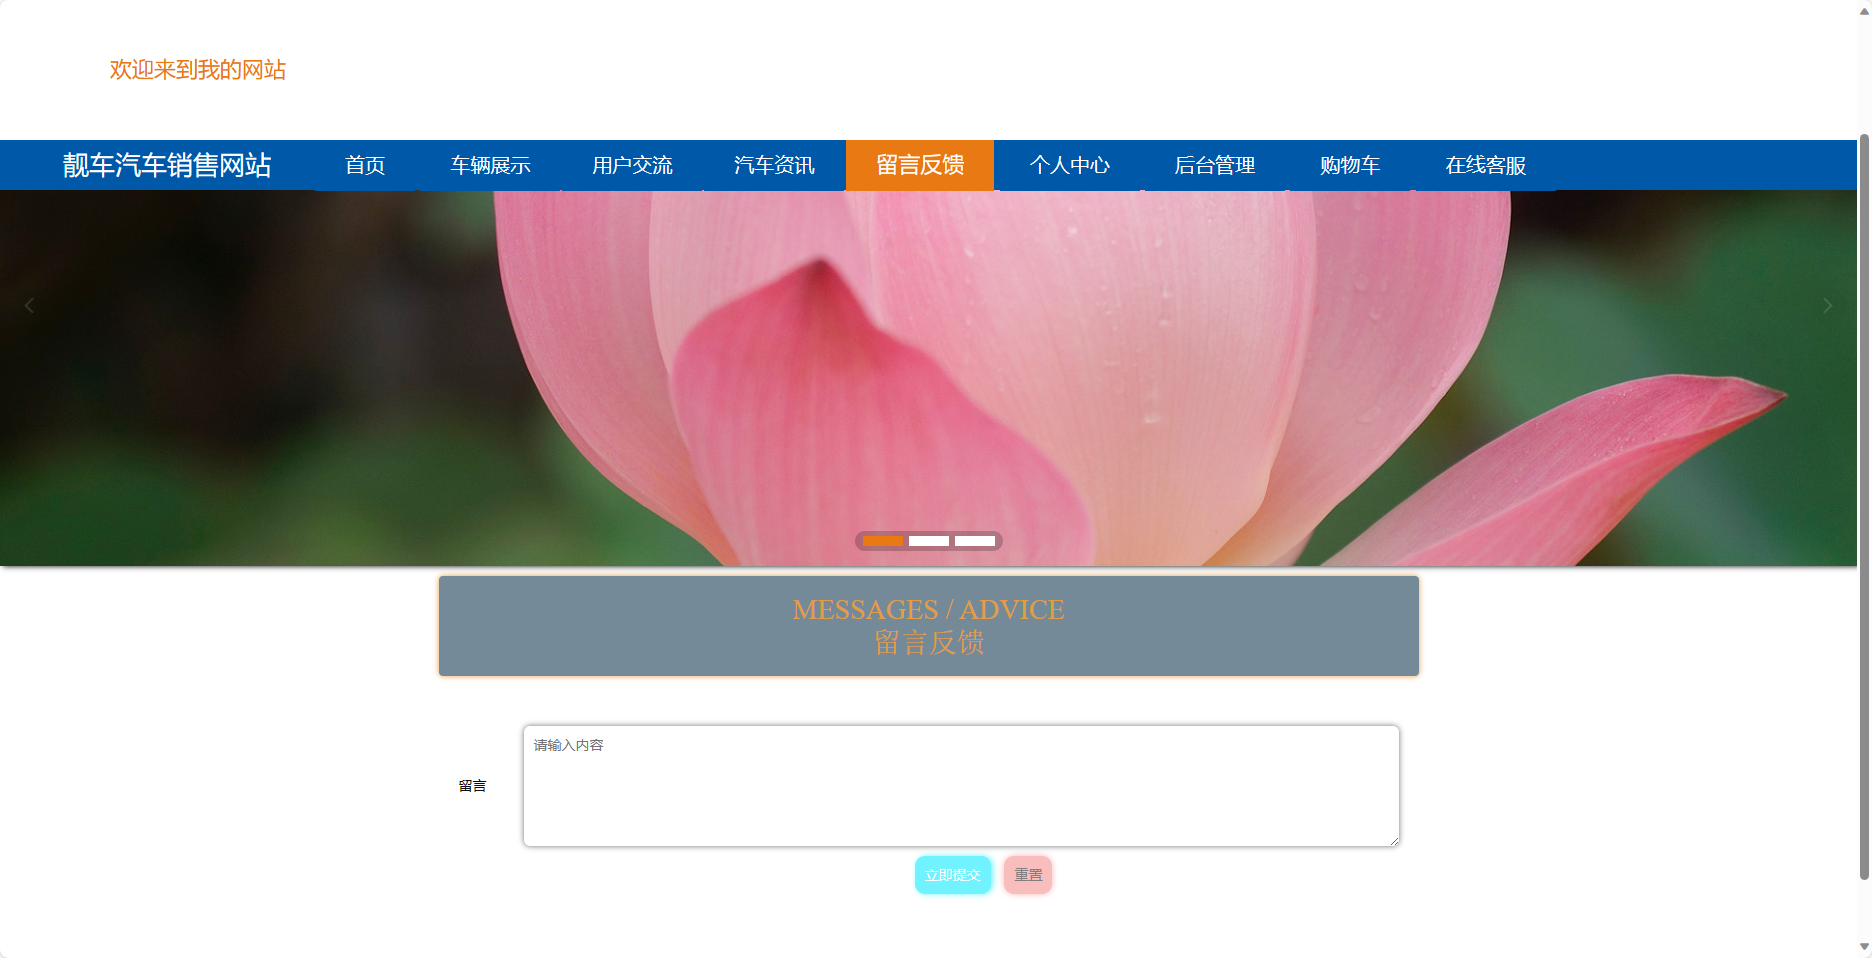 欢迎来到我的网站
靓车汽车销售网站 首页 车辆展示 用户交流 汽车资讯 留言反馈 个人中心 后台管理 购物车 在线客服
MESSAGES / ADVICE
留言反馈
请输入内容
留言
立即提交 重置